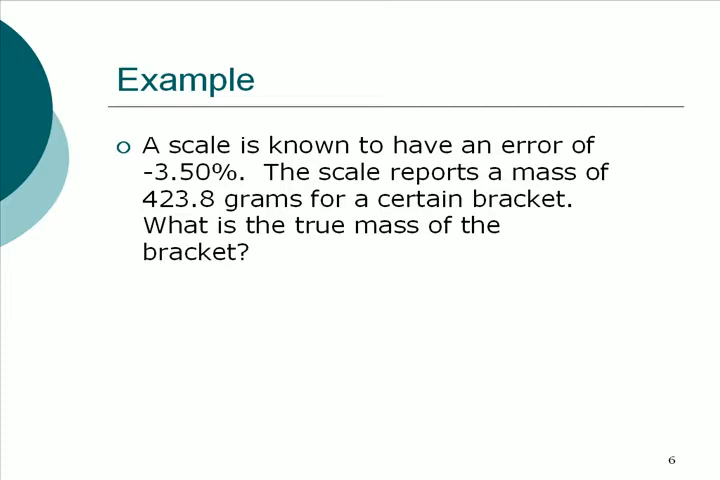 Example
A scale is known to have an error of
-3.50%. The scale reports a mass of
423.8 grams for a certain bracket.
What is the true mass of the
bracket?
6